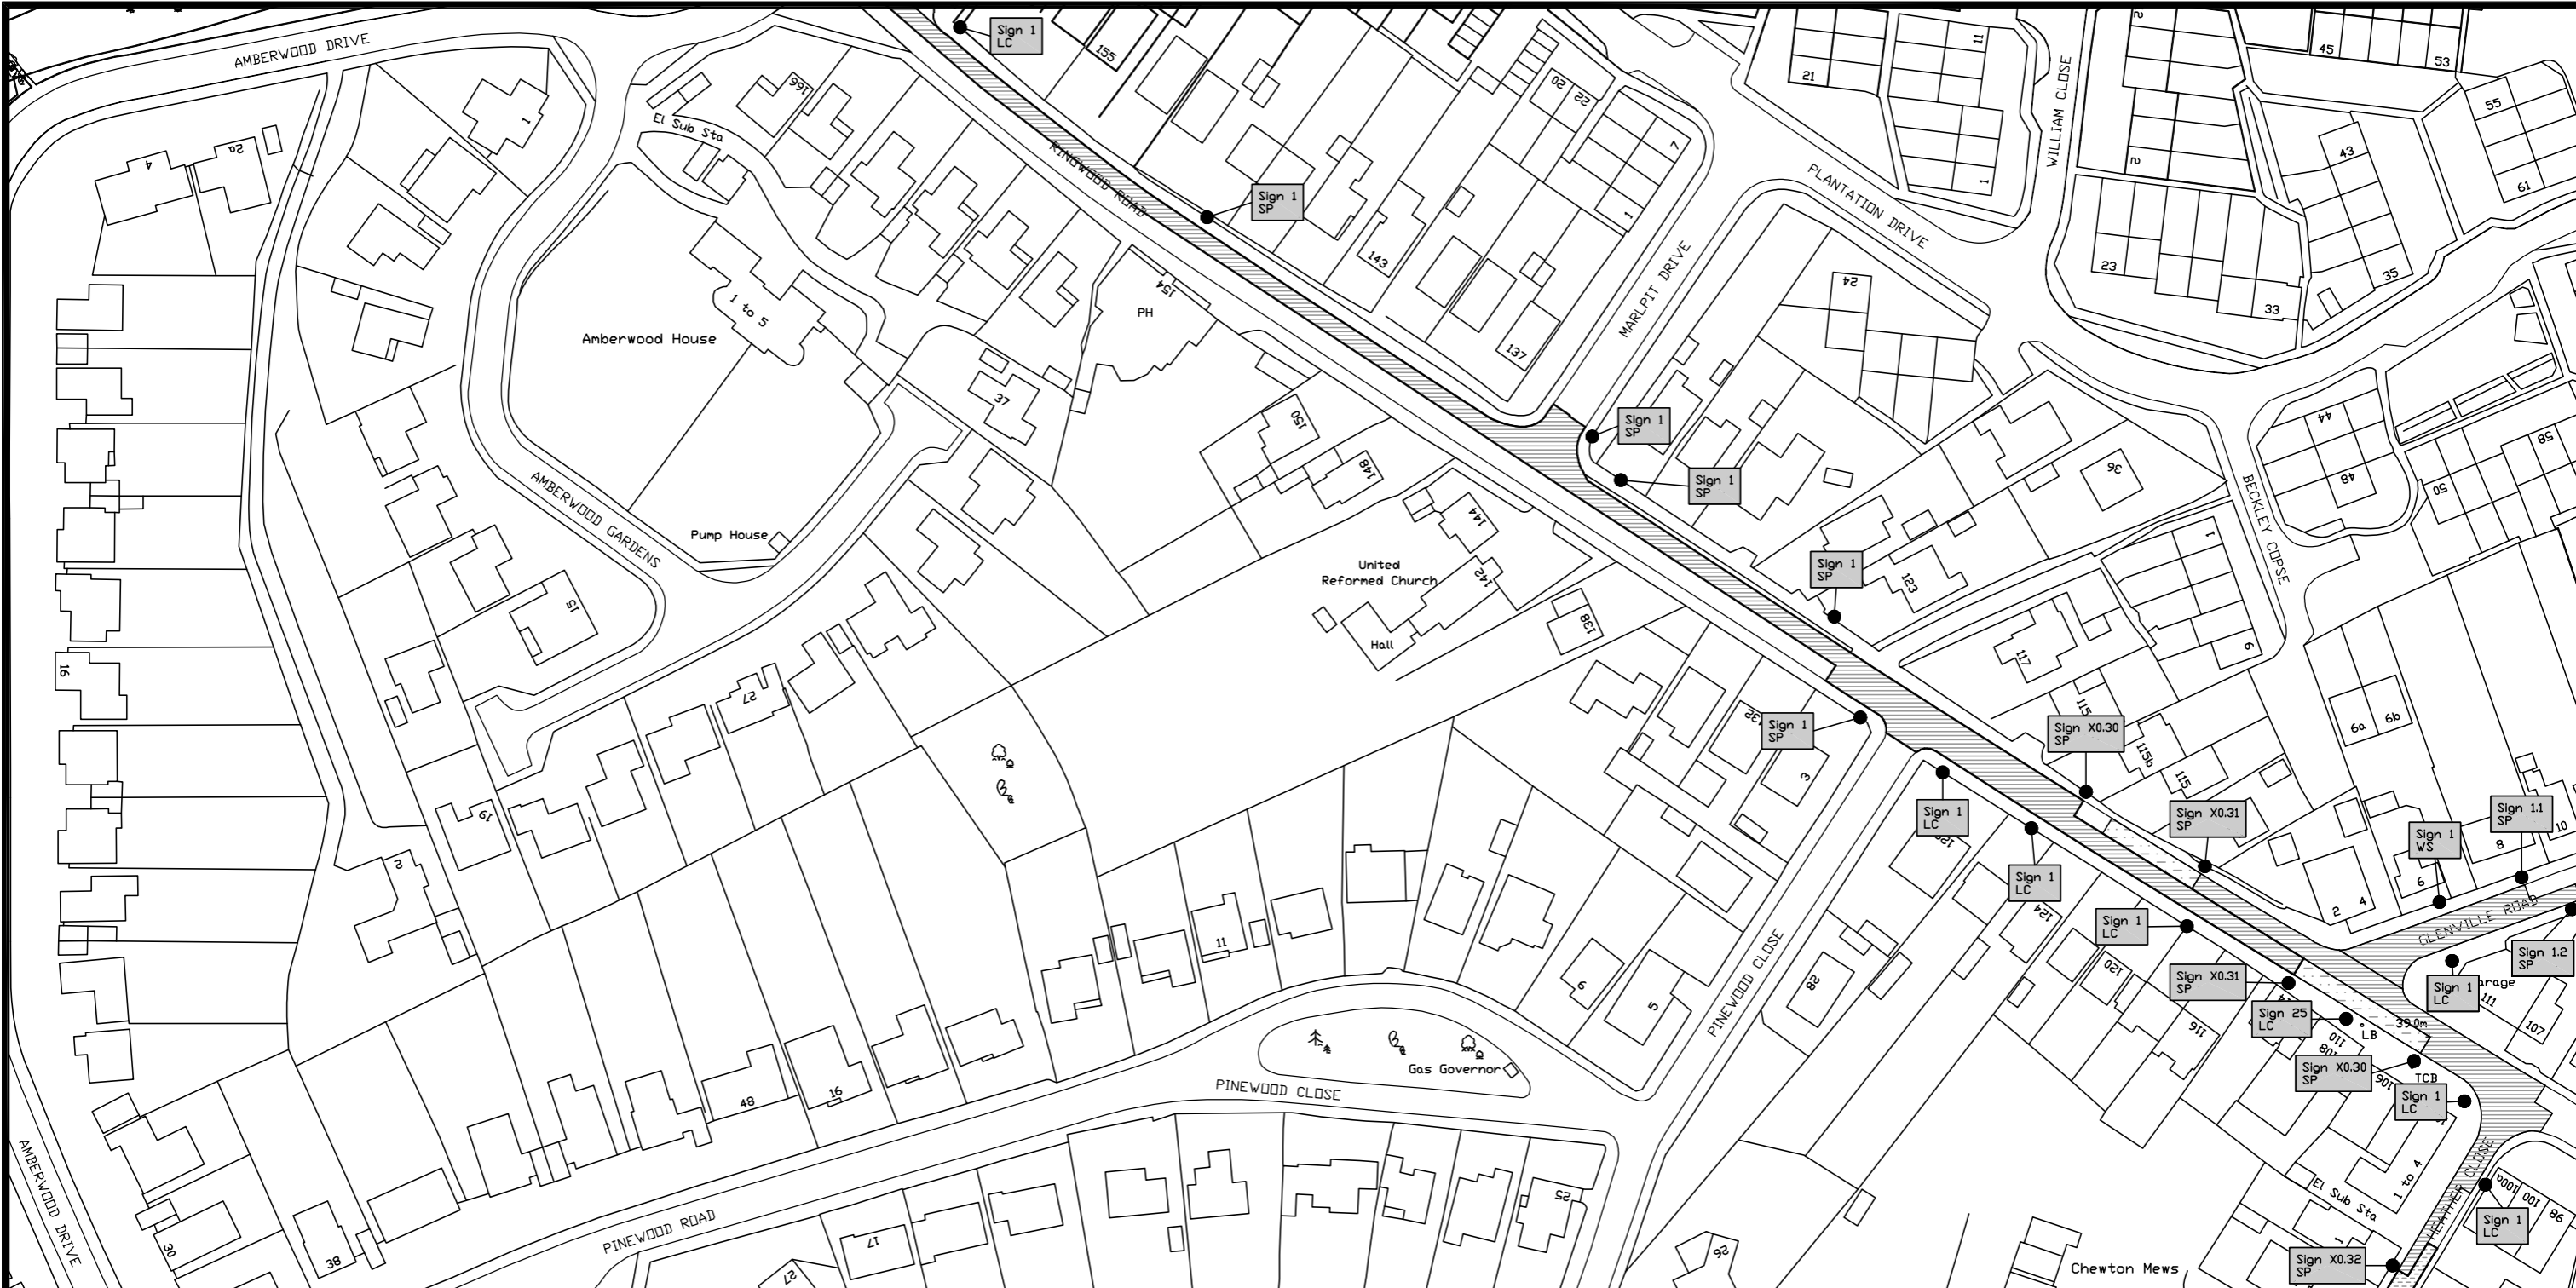 AMBERWOOD DRIVE
Sign 1
LC
155
166
El Sub Sta
1
4
2a
RINGWOOD ROAD
Sign 1
SP
143
20
22
7
1
137
21
11
1
WILLIAM CLOSE
2
2
45
53
55
61
43
35
23
33
PLANTATION DRIVE
MARLPIT DRIVE
24
154
PH
1 to 5
Amberwood House
37
150
148
Sign 1
SP
Sign 1
SP
AMBERWOOD GARDENS
Pump House
15
United
Reformed Church
144
142
Hall
138
Sign 1
SP
123
36
44
48
50
58
BECKLEY COPSE
1
6
117
115
115b
115
6a
6b
16
27
19
2
132
Sign 1
SP
3
Sign X0.30
SP
Sign X0.31
SP
Sign 1
WS
Sign 1.1
SP
10
8
6
2
4
GLENVILLE ROAD
Sign 1
LC
Sign 1
LC
124
Sign 1
LC
120
116
28
Sign X0.31
SP
Sign 25
LC
LB
39.0m
Sign 1
LC
arage
111
107
Sign 1.2
SP
110
108
106
Sign X0.30
SP
TCB
Sign 1
LC
11
9
5
PINEWOOD CLOSE
Gas Governor
PINEWOOD CLOSE
48
16
AMBERWOOD DRIVE
30
38
PINEWOOD ROAD
17
27
25
26
Chewton Mews
1 to 4
El Sub Sta
HEATHER CLOSE
100a
100
98
Sign 1
LC
1
Sign X0.32
SP